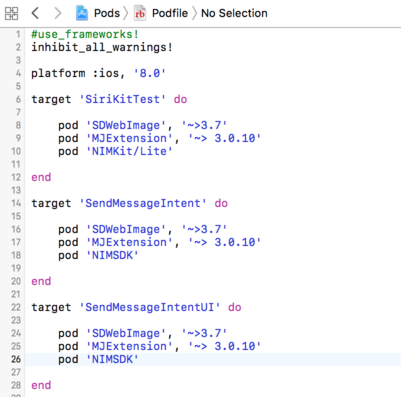 Pods Podfile No Selection
1 #use_frameworks!
2 inhibit_all_warnings!
3
4 platform :ios, '8.0'
5
6 target 'SiriKitTest' do
7
8 pod 'SDWebImage', '~>3.7'
9 pod 'MJExtension', '~> 3.0.10'
10 pod 'NIMKit/Lite'
11
12 end
13
14 target 'SendMessageIntent' do
15
16 pod 'SDWebImage', '~>3.7'
17 pod 'MJExtension', '~> 3.0.10'
18 pod 'NIMSDK'
19
20 end
21
22 target 'SendMessageIntentUI' do
23
24 pod 'SDWebImage', '~>3.7'
25 pod 'MJExtension', '~> 3.0.10'
26 pod 'NIMSDK'
27
28 end